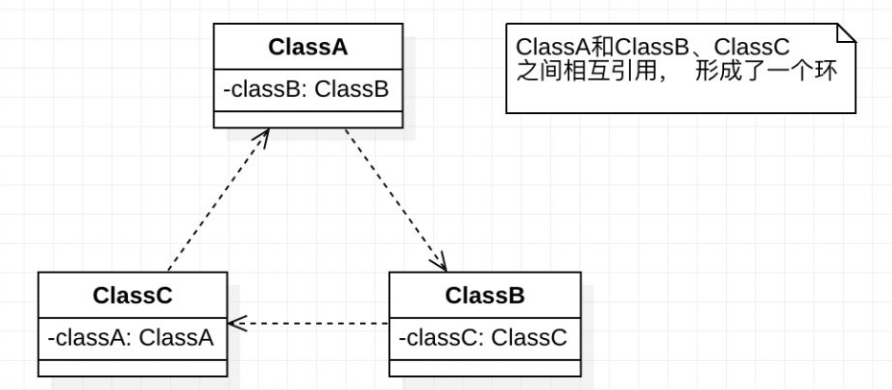 ClassA
-classB: ClassB
ClassA和ClassB、ClassC
之间相互引用， 形成了一个环
ClassC
-classA: ClassA
ClassB
-classC: ClassC